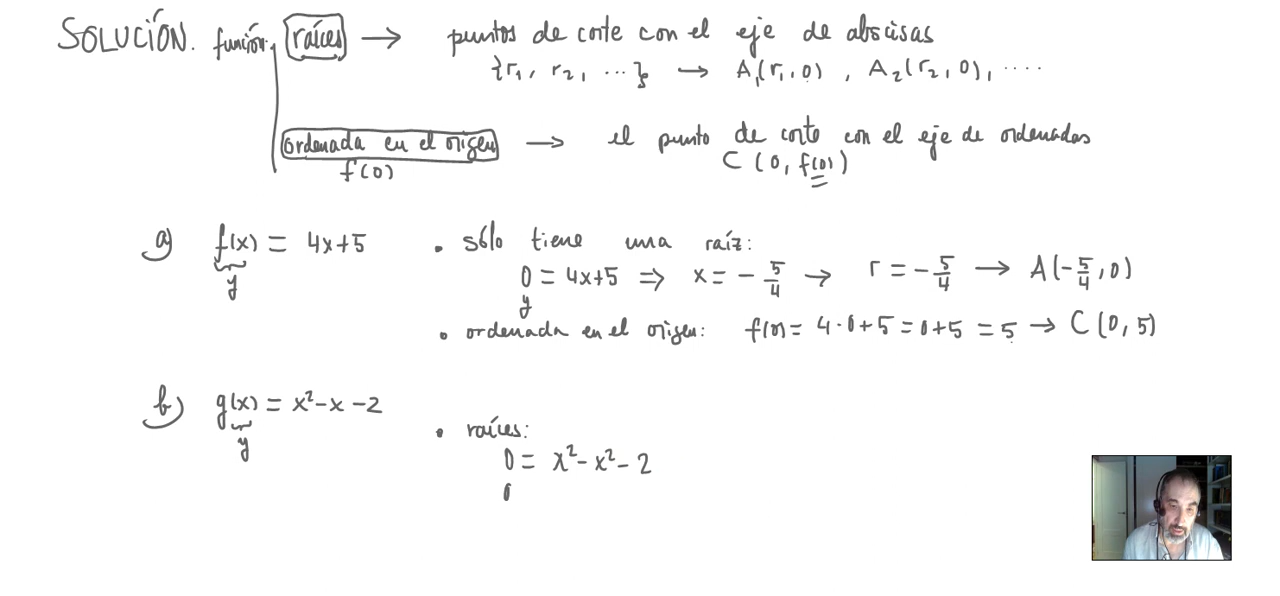 SOLUCIÓN. función raíces → puntos de corte con el eje de abscisas
{r₁, r₂, ...} → A₁(r₁,0), A₂(r₂,0), ....
ordenada en el origen → el punto de corte con el eje de ordenadas
f(0) C(0, f(0))
a) f(x) = 4x+5 • sólo tiene una raíz:
y 0 = 4x+5 ⇒ x = -5/4 → r = -5/4 → A(-5/4, 0)
y
• ordenada en el origen: f(0) = 4·0+5 = 0+5 = 5 → C(0, 5)
b) g(x) = x²-x-2
y • raíces:
0 = x²-x²-2